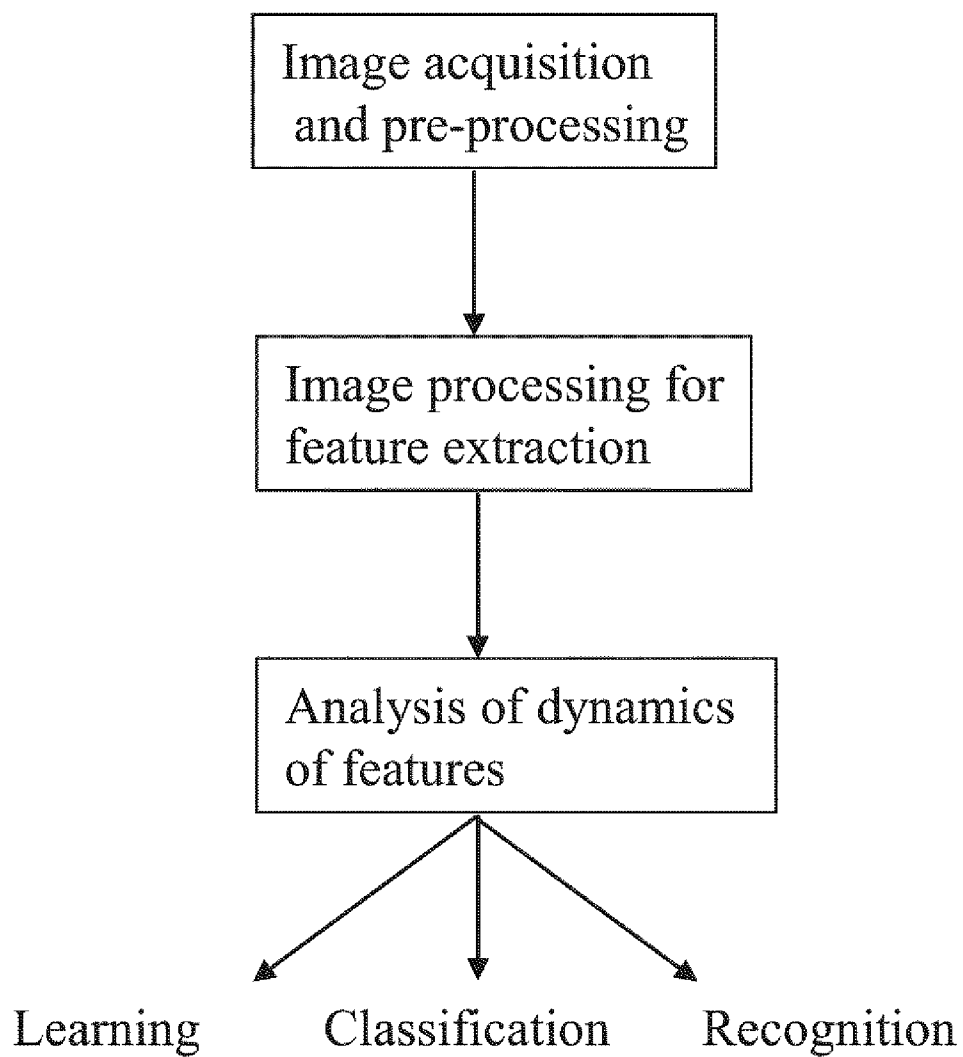 Image acquisition
and pre-processing
Image processing for
feature extraction
Analysis of dynamics
of features
Learning Classification Recognition